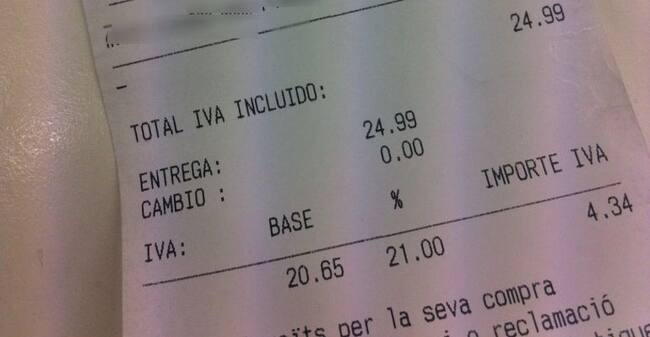 24.99
TOTAL IVA INCLUIDO:
ENTREGA: 24.99
CAMBIO : 0.00
IVA: BASE % IMPORTE IVA
20.65 21.00 4.34
per la seva compra
o reclamació